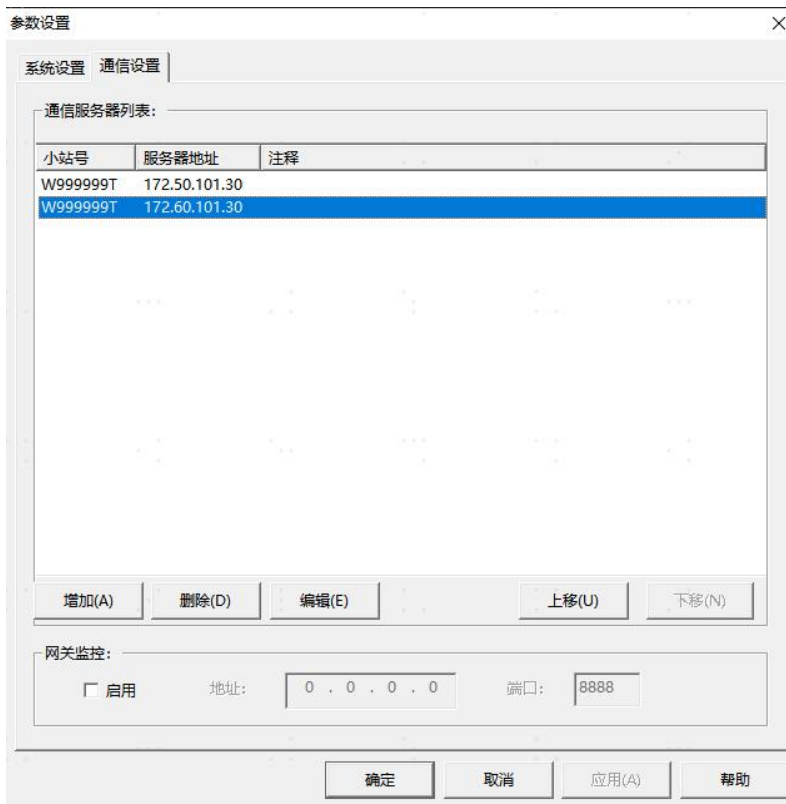 参数设置
系统设置 通信设置
通信服务器列表：
小站号 服务器地址 注释
W999999T 172.50.101.30
W999999T 172.60.101.30
增加(A) 删除(D) 编辑(E) 上移(U) 下移(N)
网关监控：
启用 地址： 0 . 0 . 0 . 0 端口： 8888
确定 取消 应用(A) 帮助